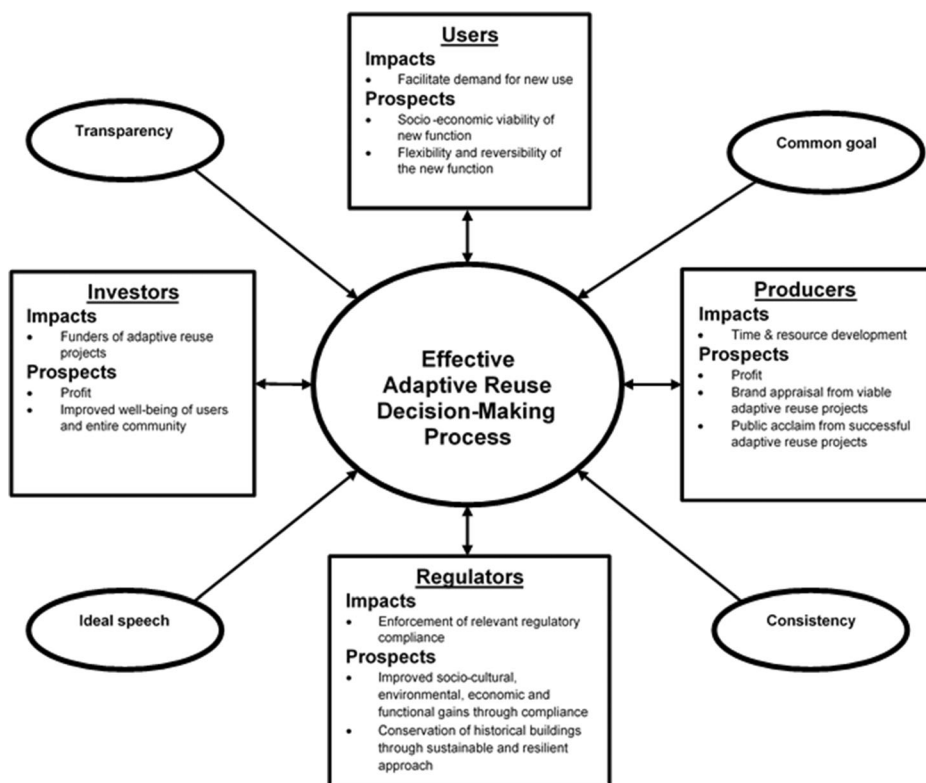 Users
Impacts
• Facilitate demand for new use
Prospects
• Socio-economic viability of
new function
• Flexibility and reversibility of
the new function
Transparency
Common goal
Investors
Impacts
• Funders of adaptive reuse
projects
Prospects
• Profit
• Improved well-being of users
and entire community
Effective
Adaptive Reuse
Decision-Making
Process
Producers
Impacts
• Time & resource development
Prospects
• Profit
• Brand appraisal from viable
adaptive reuse projects
• Public acclaim from successful
adaptive reuse projects
Ideal speech
Regulators
Impacts
• Enforcement of relevant regulatory
compliance
Prospects
• Improved socio-cultural,
environmental, economic and
functional gains through compliance
• Conservation of historical buildings
through sustainable and resilient
approach
Consistency